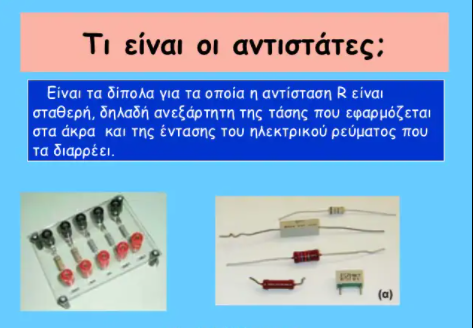 Τι είναι οι αντιστάτες;
Είναι τα δίπολα για τα οποία η αντίσταση R είναι
σταθερή, δηλαδή ανεξάρτητη της τάσης που εφαρμόζεται
στα άκρα και της έντασης του ηλεκτρικού ρεύματος που
τα διαρρέει.
(α)